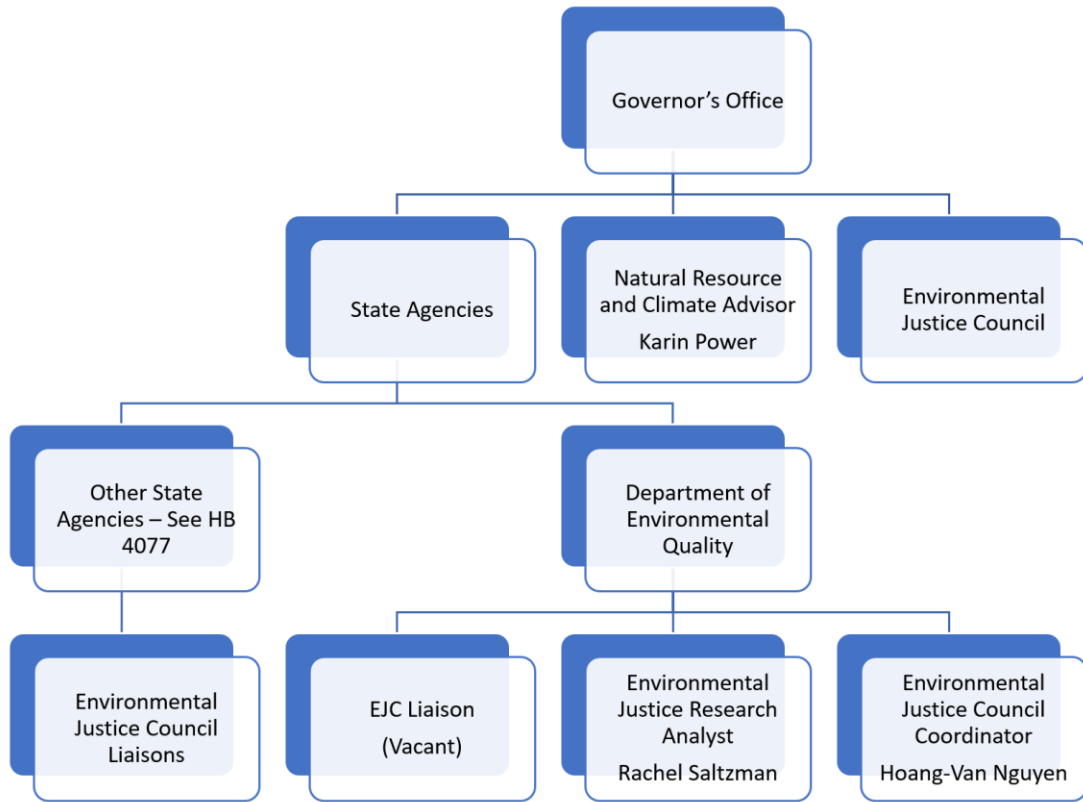 Governor’s Office
State Agencies
Natural Resource
and Climate Advisor
Karin Power
Environmental
Justice Council
Other State
Agencies – See HB
4077
Department of
Environmental
Quality
Environmental
Justice Council
Liaisons
EJC Liaison
(Vacant)
Environmental
Justice Research
Analyst
Rachel Saltzman
Environmental
Justice Council
Coordinator
Hoang-Van Nguyen